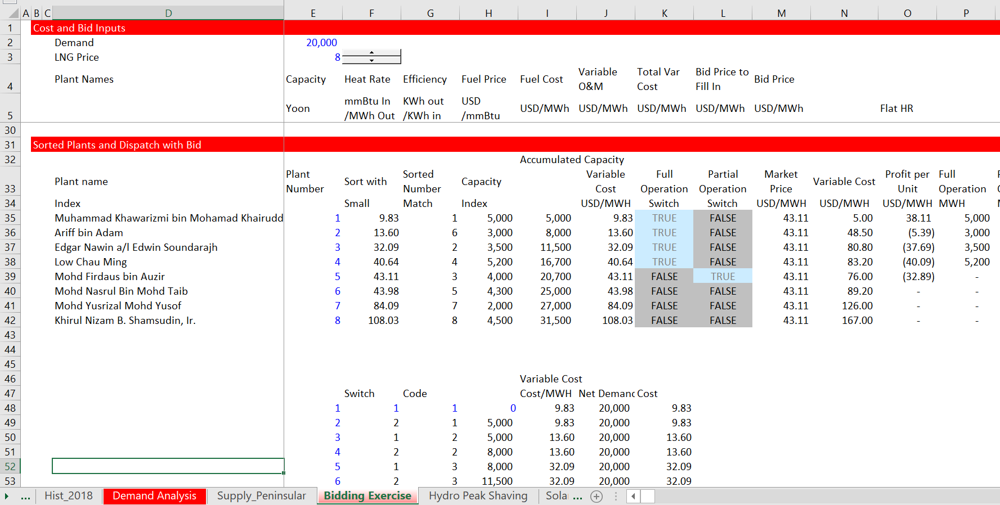 A B C D E F G H I J K L M N O P
1 Cost and Bid Inputs
2 Demand 20,000
3 LNG Price 8
4 Plant Names Capacity Heat Rate Efficiency Fuel Price Fuel Cost Variable O&M Total Var Cost Bid Price to Fill In Bid Price
5 Yoon mmBtu In /MWh Out KWh out /KWh in USD /mmBtu USD/MWh USD/MWh USD/MWh USD/MWh USD/MWh Flat HR
30
31 Sorted Plants and Dispatch with Bid
32 Accumulated Capacity
33 Plant name Plant Number Sort with Sorted Number Capacity Variable Cost Full Operation Partial Operation Market Price Variable Cost Profit per Unit Full Operation
34 Index Small Match Index USD/MWH Switch Switch USD/MWH USD/MWH USD/MWH MWH
35 Muhammad Khawarizmi bin Mohamad Khairudd 1 9.83 1 5,000 5,000 9.83 TRUE FALSE 43.11 5.00 38.11 5,000
36 Ariff bin Adam 2 13.60 6 3,000 8,000 13.60 TRUE FALSE 43.11 48.50 (5.39) 3,000
37 Edgar Nawin a/l Edwin Soundarajh 3 32.09 2 3,500 11,500 32.09 TRUE FALSE 43.11 80.80 (37.69) 3,500
38 Low Chau Ming 4 40.64 4 5,200 16,700 40.64 TRUE FALSE 43.11 83.20 (40.09) 5,200
39 Mohd Firdaus bin Auzir 5 43.11 3 4,000 20,700 43.11 FALSE TRUE 43.11 76.00 (32.89) -
40 Mohd Nasrul Bin Mohd Taib 6 43.98 5 4,300 25,000 43.98 FALSE FALSE 43.11 89.20 - -
41 Mohd Yusrizal Mohd Yusof 7 84.09 7 2,000 27,000 84.09 FALSE FALSE 43.11 126.00 - -
42 Khirul Nizam B. Shamsudin, Ir. 8 108.03 8 4,500 31,500 108.03 FALSE FALSE 43.11 167.00 - -
43
44
45
46 Variable Cost
47 Switch Code Cost/MWH Net Demand Cost
48 1 1 1 0 9.83 20,000 9.83
49 2 2 1 5,000 9.83 20,000 9.83
50 3 1 2 5,000 13.60 20,000 13.60
51 4 2 2 8,000 13.60 20,000 13.60
52 5 1 3 8,000 32.09 20,000 32.09
53 6 2 3 11,500 32.09 20,000 32.09
... Hist_2018 Demand Analysis Supply_Peninsular Bidding Exercise Hydro Peak Shaving Sola ...